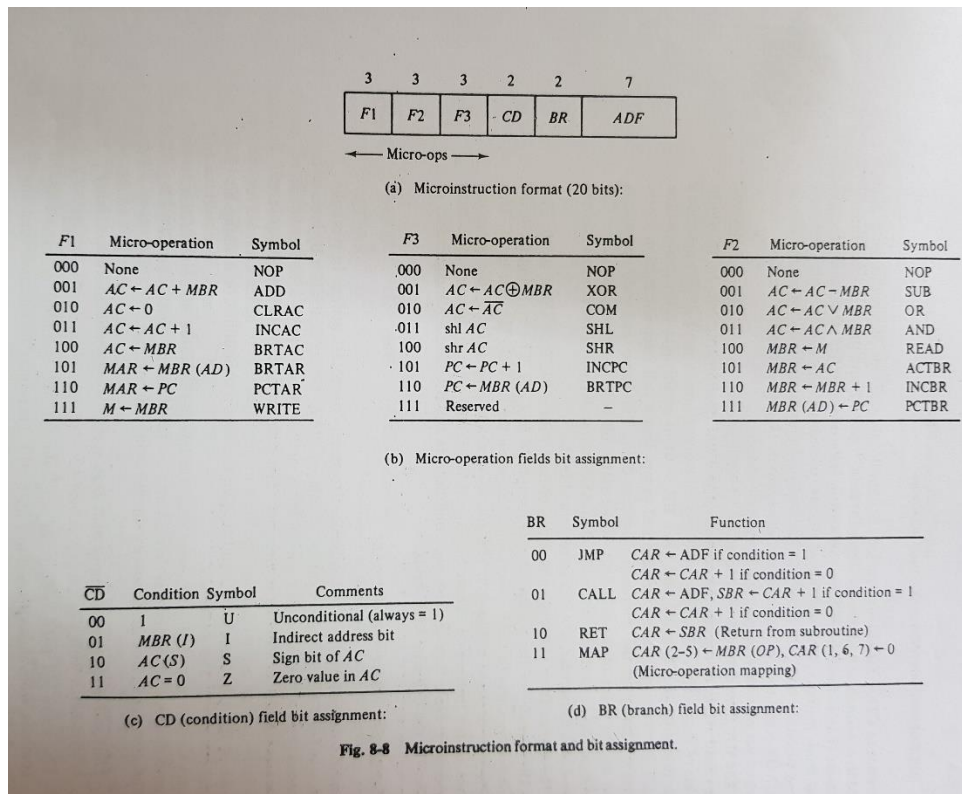 3 3 3 2 2 7
F1 F2 F3 CD BR ADF
Micro-ops
(a) Microinstruction format (20 bits):
F1 Micro-operation Symbol
000 None NOP
001 AC ← AC + MBR ADD
010 AC ← 0 CLRAC
011 AC ← AC + 1 INCAC
100 AC ← MBR BRTAC
101 MAR ← MBR (AD) BRTAR
110 MAR ← PC PCTAR
111 M ← MBR WRITE
F3 Micro-operation Symbol
000 None NOP
001 AC ← AC ⊕ MBR XOR
010 AC ← A̅C̅ COM
011 shl AC SHL
100 shr AC SHR
101 PC ← PC + 1 INCPC
110 PC ← MBR (AD) BRTPC
111 Reserved –
F2 Micro-operation Symbol
000 None NOP
001 AC ← AC − MBR SUB
010 AC ← AC ∨ MBR OR
011 AC ← AC ∧ MBR AND
100 MBR ← M READ
101 MBR ← AC ACTBR
110 MBR ← MBR + 1 INCBR
111 MBR (AD) ← PC PCTBR
(b) Micro-operation fields bit assignment:
C̅D̅ Condition Symbol Comments
00 1 U Unconditional (always = 1)
01 MBR (I) I Indirect address bit
10 AC (S) S Sign bit of AC
11 AC = 0 Z Zero value in AC
(c) CD (condition) field bit assignment:
BR Symbol Function
00 JMP CAR ← ADF if condition = 1
CAR ← CAR + 1 if condition = 0
01 CALL CAR ← ADF, SBR ← CAR + 1 if condition = 1
CAR ← CAR + 1 if condition = 0
10 RET CAR ← SBR (Return from subroutine)
11 MAP CAR (2-5) ← MBR (OP), CAR (1, 6, 7) ← 0
(Micro-operation mapping)
(d) BR (branch) field bit assignment:
Fig. 8-8 Microinstruction format and bit assignment.